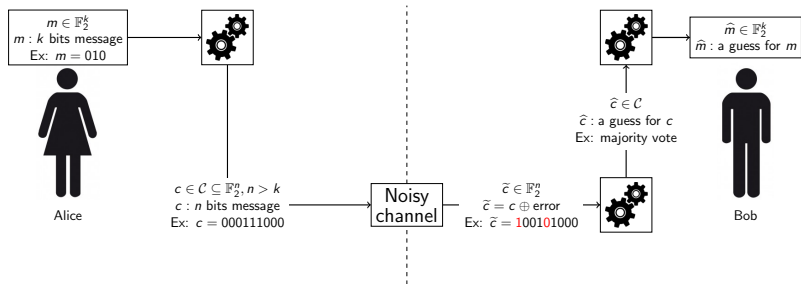 m ∈ 𝔽₂ᵏ
m : k bits message
Ex: m = 010
Alice
c ∈ 𝒞 ⊆ 𝔽₂ⁿ, n > k
c : n bits message
Ex: c = 000111000
Noisy
channel
c̃ ∈ 𝔽₂ⁿ
c̃ = c ⊕ error
Ex: c̃ = 100101000
ĉ ∈ 𝒞
ĉ : a guess for c
Ex: majority vote
m̂ ∈ 𝔽₂ᵏ
m̂ : a guess for m
Bob